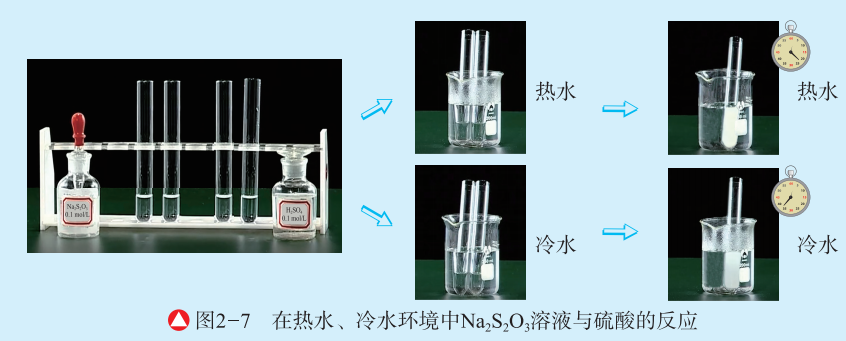 热水
热水
Na₂S₂O₃
0.1 mol/L
H₂SO₄
0.1 mol/L
冷水
冷水
图2-7 在热水、冷水环境中Na₂S₂O₃溶液与硫酸的反应